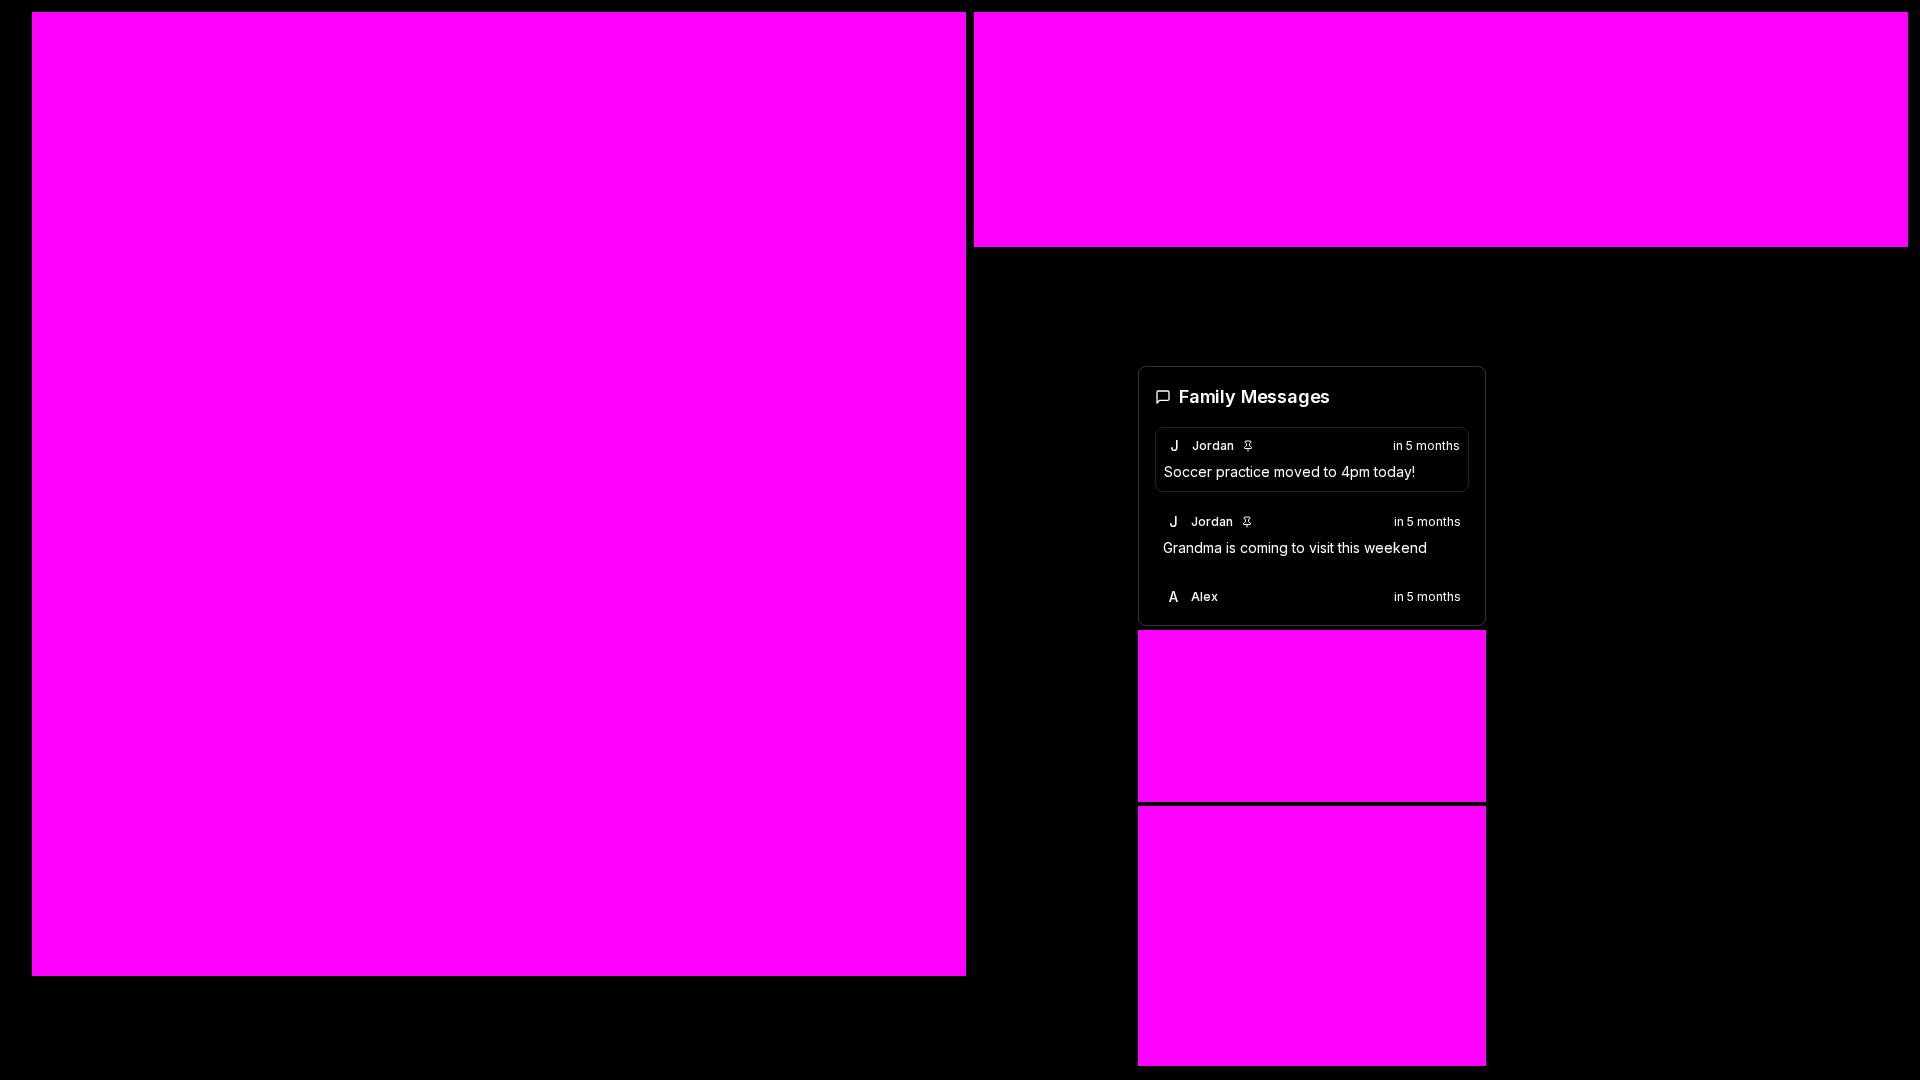 Family Messages
J Jordan in 5 months
Soccer practice moved to 4pm today!
J Jordan in 5 months
Grandma is coming to visit this weekend
A Alex in 5 months